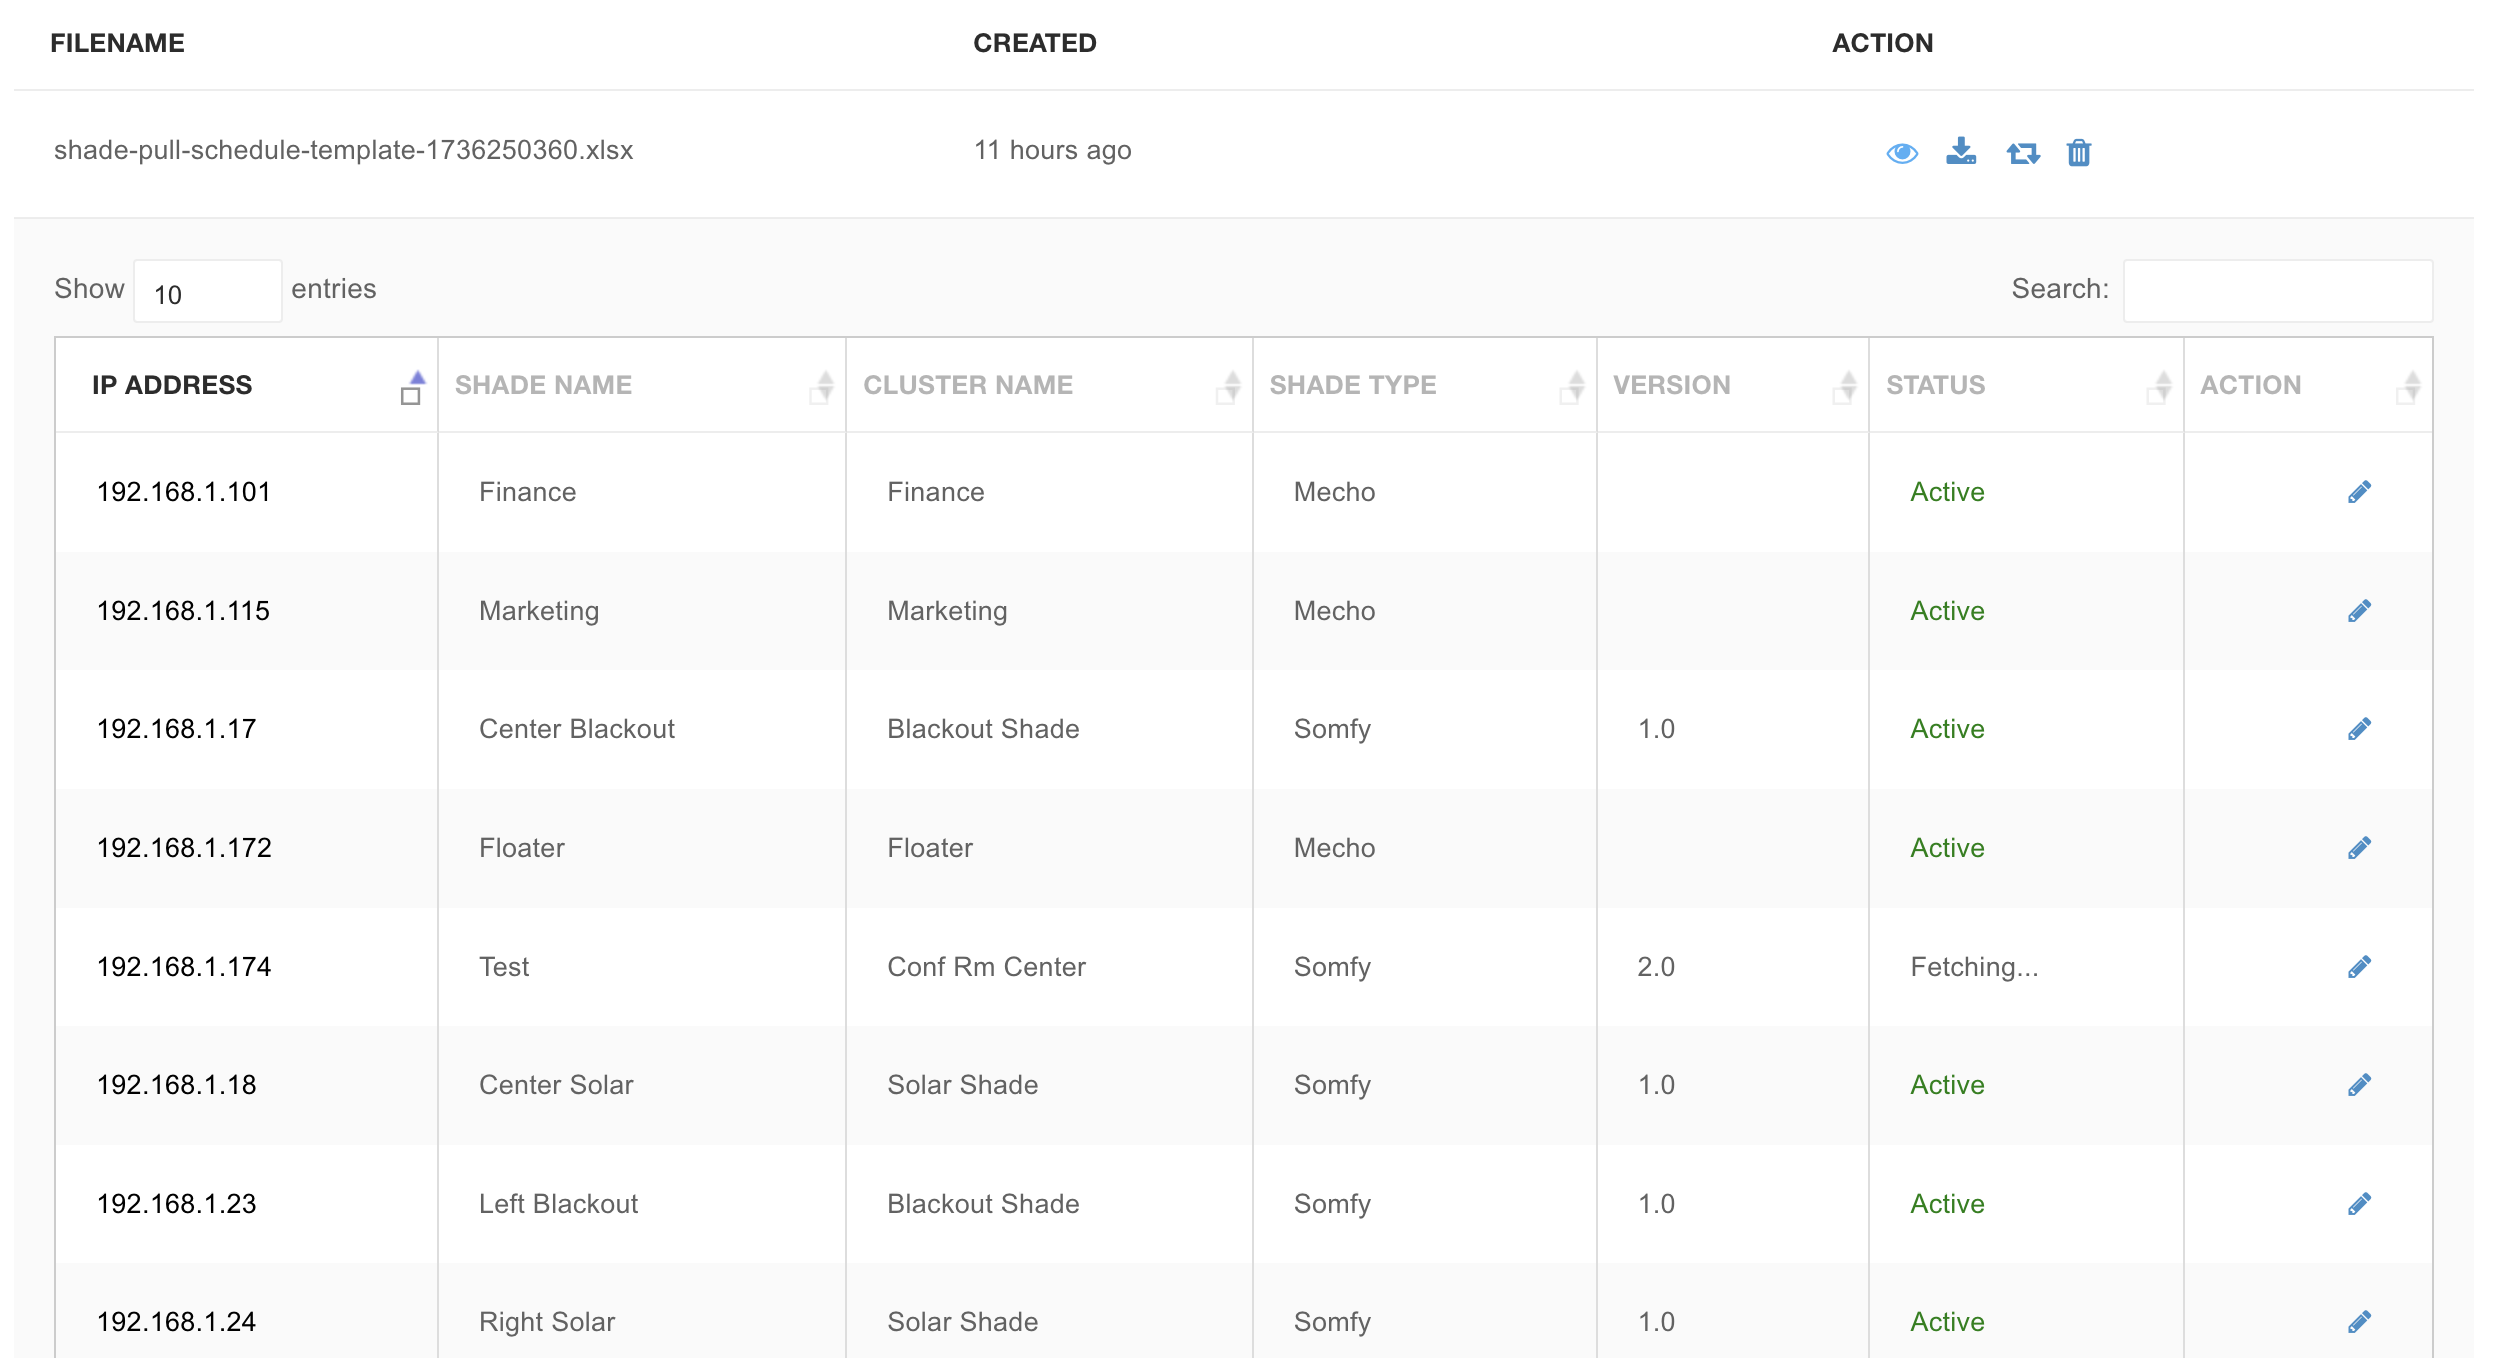 FILENAME CREATED ACTION
shade-pull-schedule-template-1736250360.xlsx 11 hours ago
Show 10 entries Search:
IP ADDRESS SHADE NAME CLUSTER NAME SHADE TYPE VERSION STATUS ACTION
192.168.1.101 Finance Finance Mecho Active
192.168.1.115 Marketing Marketing Mecho Active
192.168.1.17 Center Blackout Blackout Shade Somfy 1.0 Active
192.168.1.172 Floater Floater Mecho Active
192.168.1.174 Test Conf Rm Center Somfy 2.0 Fetching...
192.168.1.18 Center Solar Solar Shade Somfy 1.0 Active
192.168.1.23 Left Blackout Blackout Shade Somfy 1.0 Active
192.168.1.24 Right Solar Solar Shade Somfy 1.0 Active